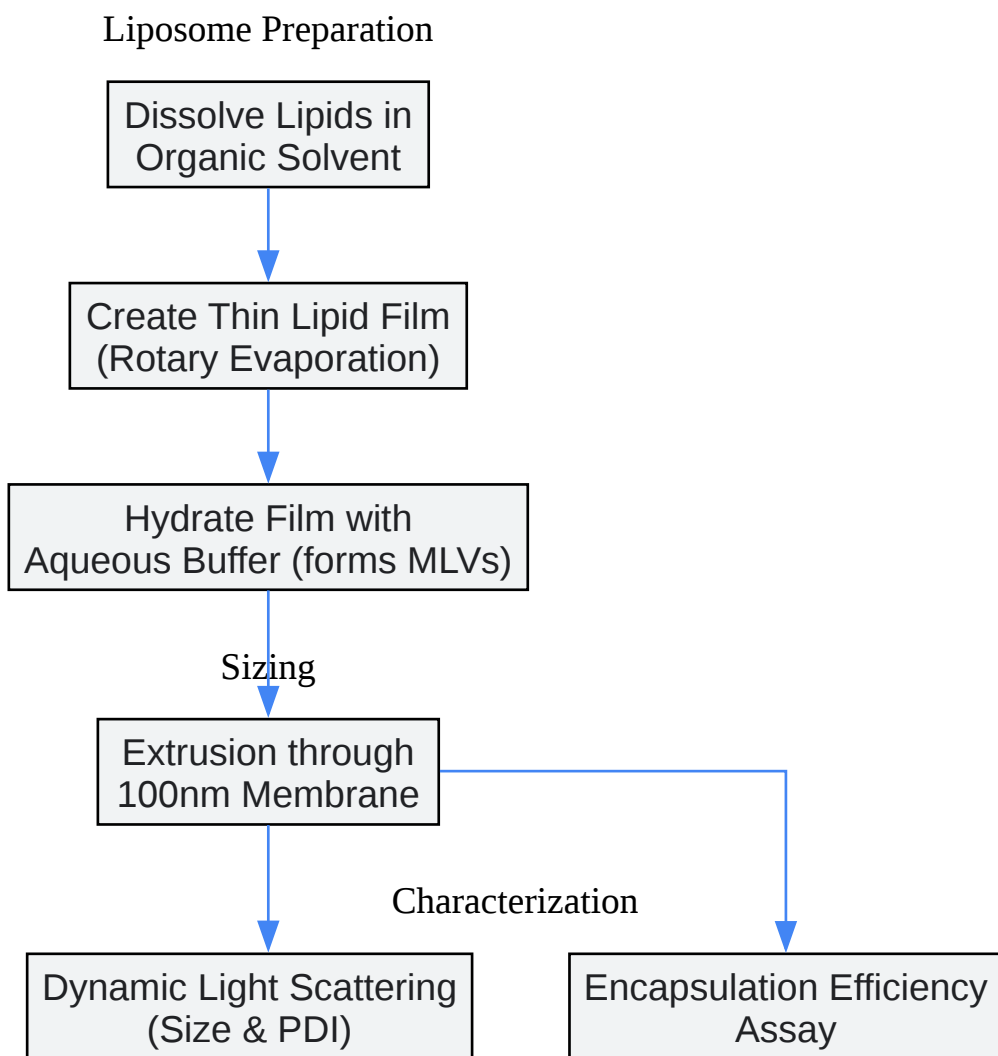 Liposome Preparation
Dissolve Lipids in
Organic Solvent
Create Thin Lipid Film
(Rotary Evaporation)
Hydrate Film with
Aqueous Buffer (forms MLVs)
Sizing
Extrusion through
100nm Membrane
Characterization
Dynamic Light Scattering
(Size & PDI)
Encapsulation Efficiency
Assay